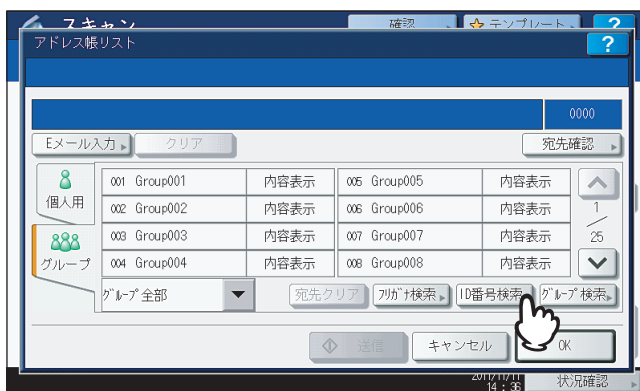 スキャン 確認 テンプレート ?
アドレス帳リスト ?
0000
Eメール入力 クリア 宛先確認
個人用
グループ
001 Group001 内容表示 005 Group005 内容表示
002 Group002 内容表示 006 Group006 内容表示
003 Group003 内容表示 007 Group007 内容表示
004 Group004 内容表示 008 Group008 内容表示
1
25
グループ全部 宛先クリア フリガナ検索 ID番号検索 グループ検索
送信 キャンセル OK
2011/11/11
14:36 状況確認